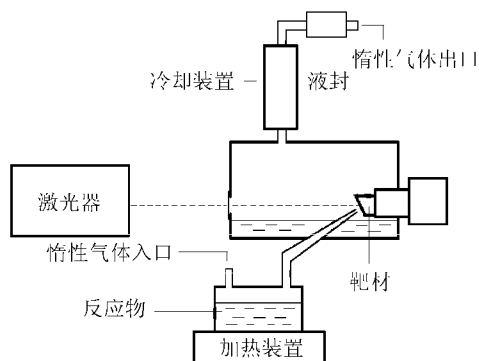 惰性气体出口
冷却装置
液封
激光器
惰性气体入口
靶材
反应物
加热装置